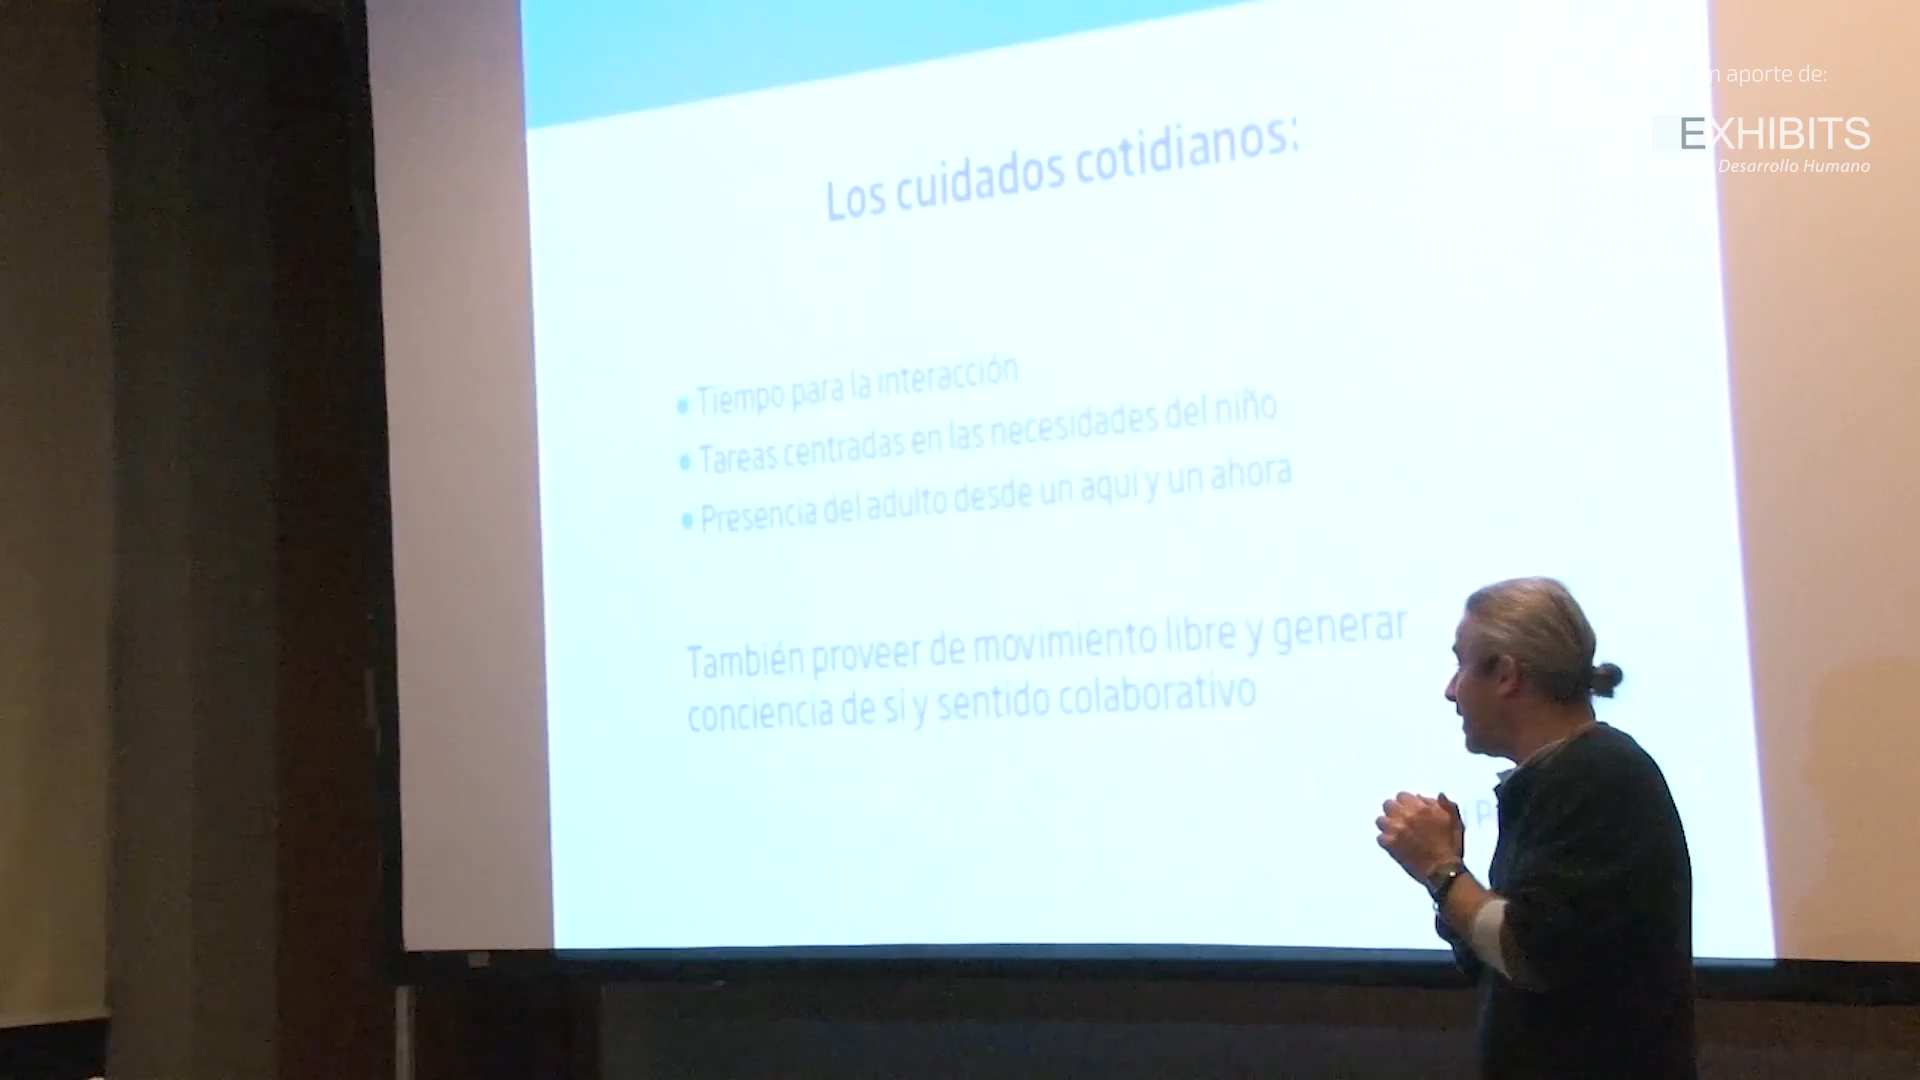 aporte de:
EXHIBITS
Desarrollo Humano
Los cuidados cotidianos:
• Tiempo para la interacción
• Tareas centradas en las necesidades del niño
• Presencia del adulto desde un aquí y un ahora
También proveer de movimiento libre y generar
conciencia de sí y sentido colaborativo